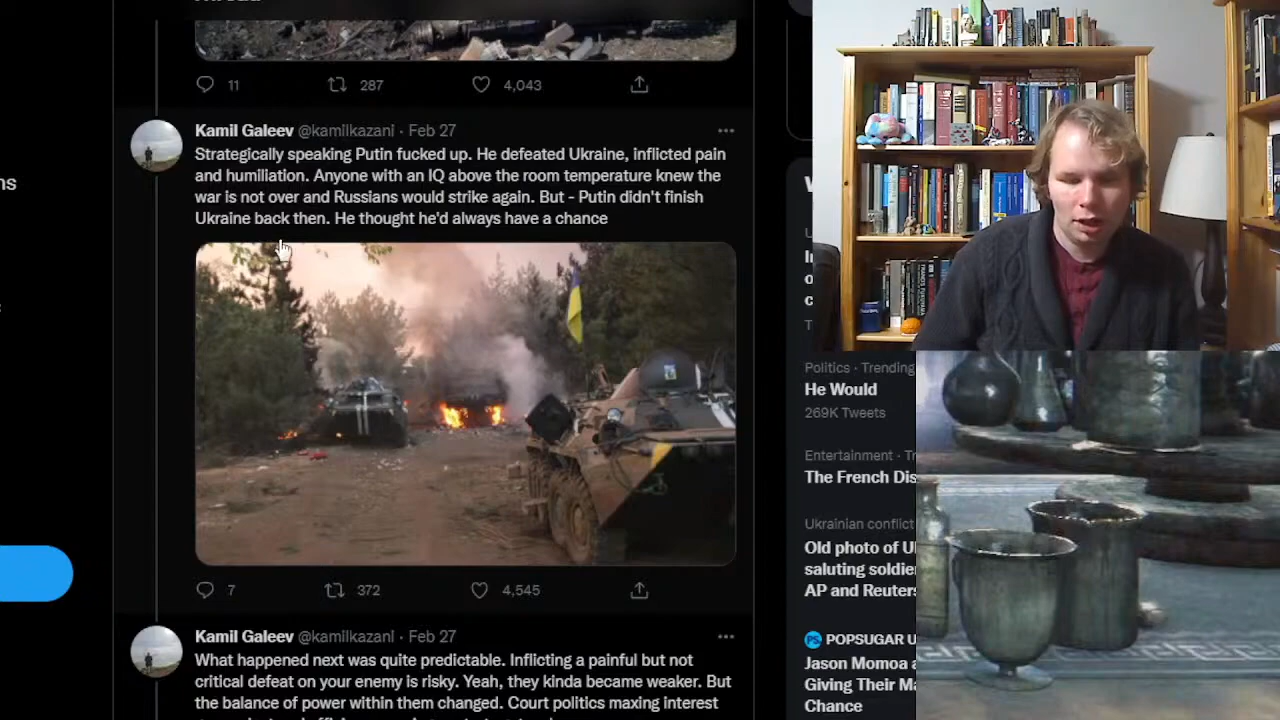 11
287
4,043
Kamil Galeev @kamilkazani · Feb 27
Strategically speaking Putin fucked up. He defeated Ukraine, inflicted pain
and humiliation. Anyone with an IQ above the room temperature knew the
war is not over and Russians would strike again. But - Putin didn't finish
Ukraine back then. He thought he'd always have a chance
7
372
4,545
Kamil Galeev @kamilkazani · Feb 27
What happened next was quite predictable. Inflicting a painful but not
critical defeat on your enemy is risky. Yeah, they kinda became weaker. But
the balance of power within them changed. Court politics maxing interest
Politics · Trending
He Would
269K Tweets
Entertainment ·
The French Dis
Ukrainian conflict
Old photo of U
saluting soldie
AP and Reuters
POPSUGAR
Jason Momoa
Giving Their Ma
Chance